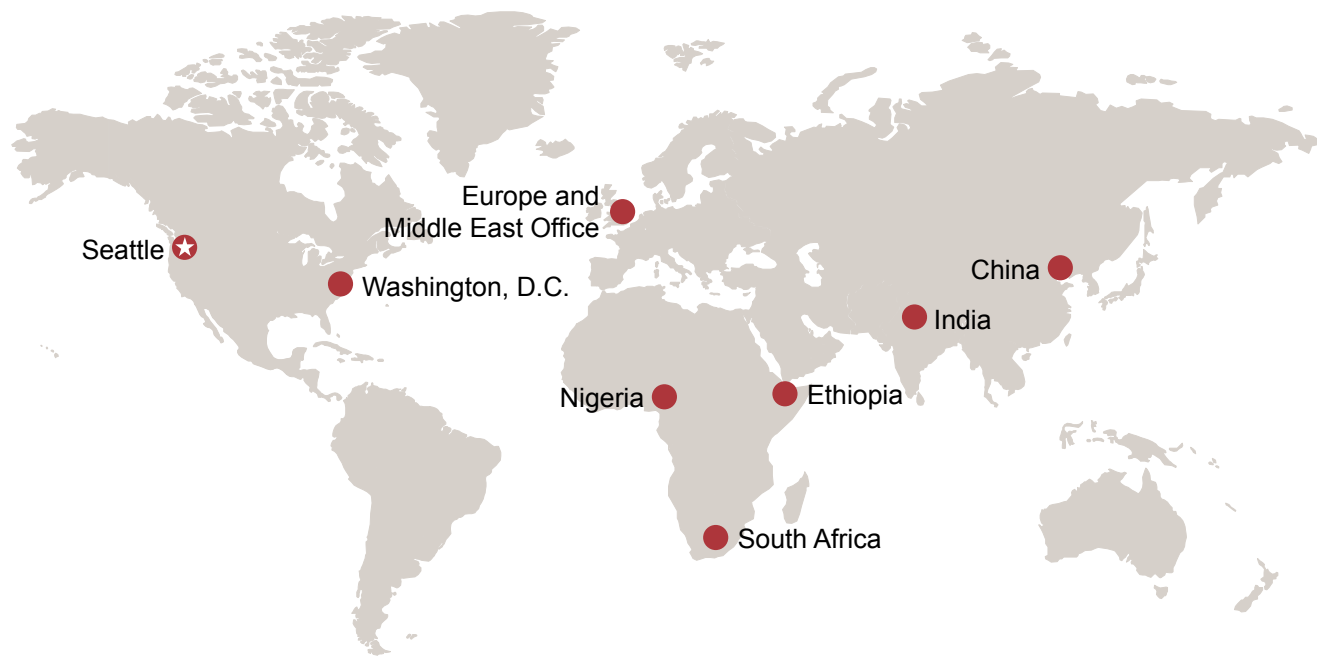 Europe and
Middle East Office
Seattle
Washington, D.C.
China
India
Nigeria
Ethiopia
South Africa